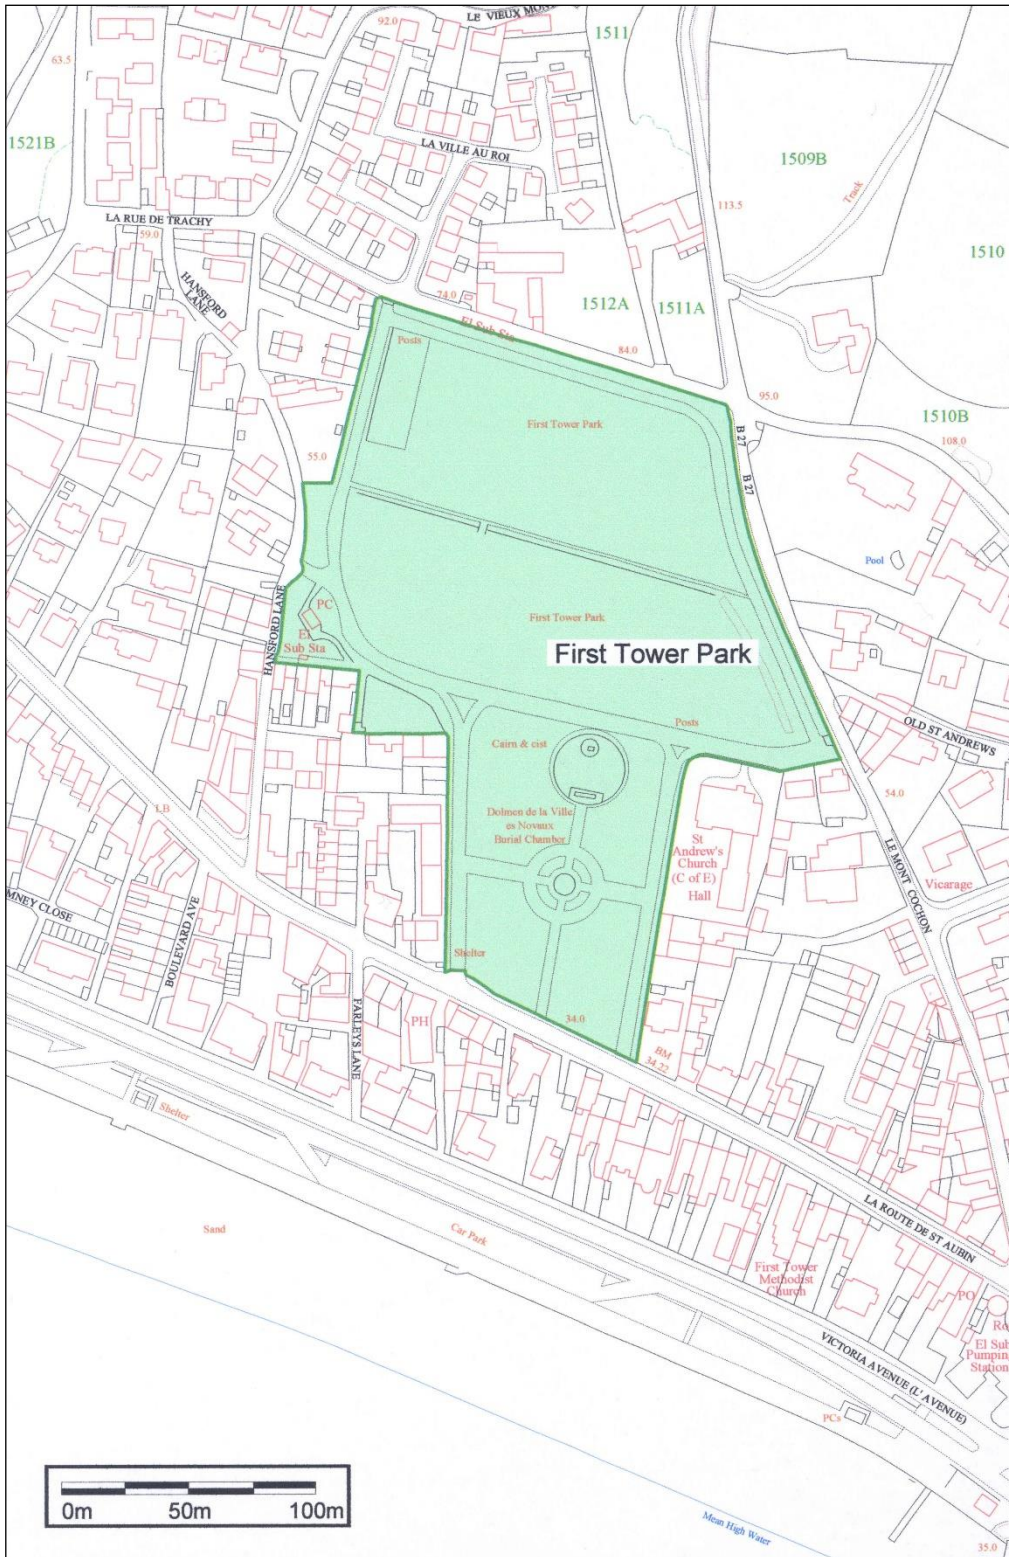 LE VIEUX MON
92.0
1511
63.5
1521B
LA VILLE AU ROI
1509B
Track
113.5
LA RUE DE TRACHY
59.0
1510
HANSFORD
LANE
74.0
1512A
1511A
El Sub Sta
Posts
84.0
95.0
1510B
First Tower Park
B 27
108.0
55.0
B 27
Pool
HANSFORD LANE
PC
First Tower Park
El
Sub Sta
First Tower Park
OLD ST ANDREWS
Posts
Cairn & cist
54.0
LB
Dolmen de la Ville
es Novaux
Burial Chamber
St
Andrew's
Church
(C of E)
Hall
LE MONT COCHON
Vicarage
MNEY CLOSE
BOULEVARD AVE
Shelter
FARLEYS LANE
PH
34.0
BM
34.22
Shelter
Sand
Car Park
LA ROUTE DE ST AUBIN
First Tower
Methodist
Church
PO
Ro
El Sub
Pumping
Station
VICTORIA AVENUE (L' AVENUE)
PCs
0m 50m 100m
Mean High Water
35.0